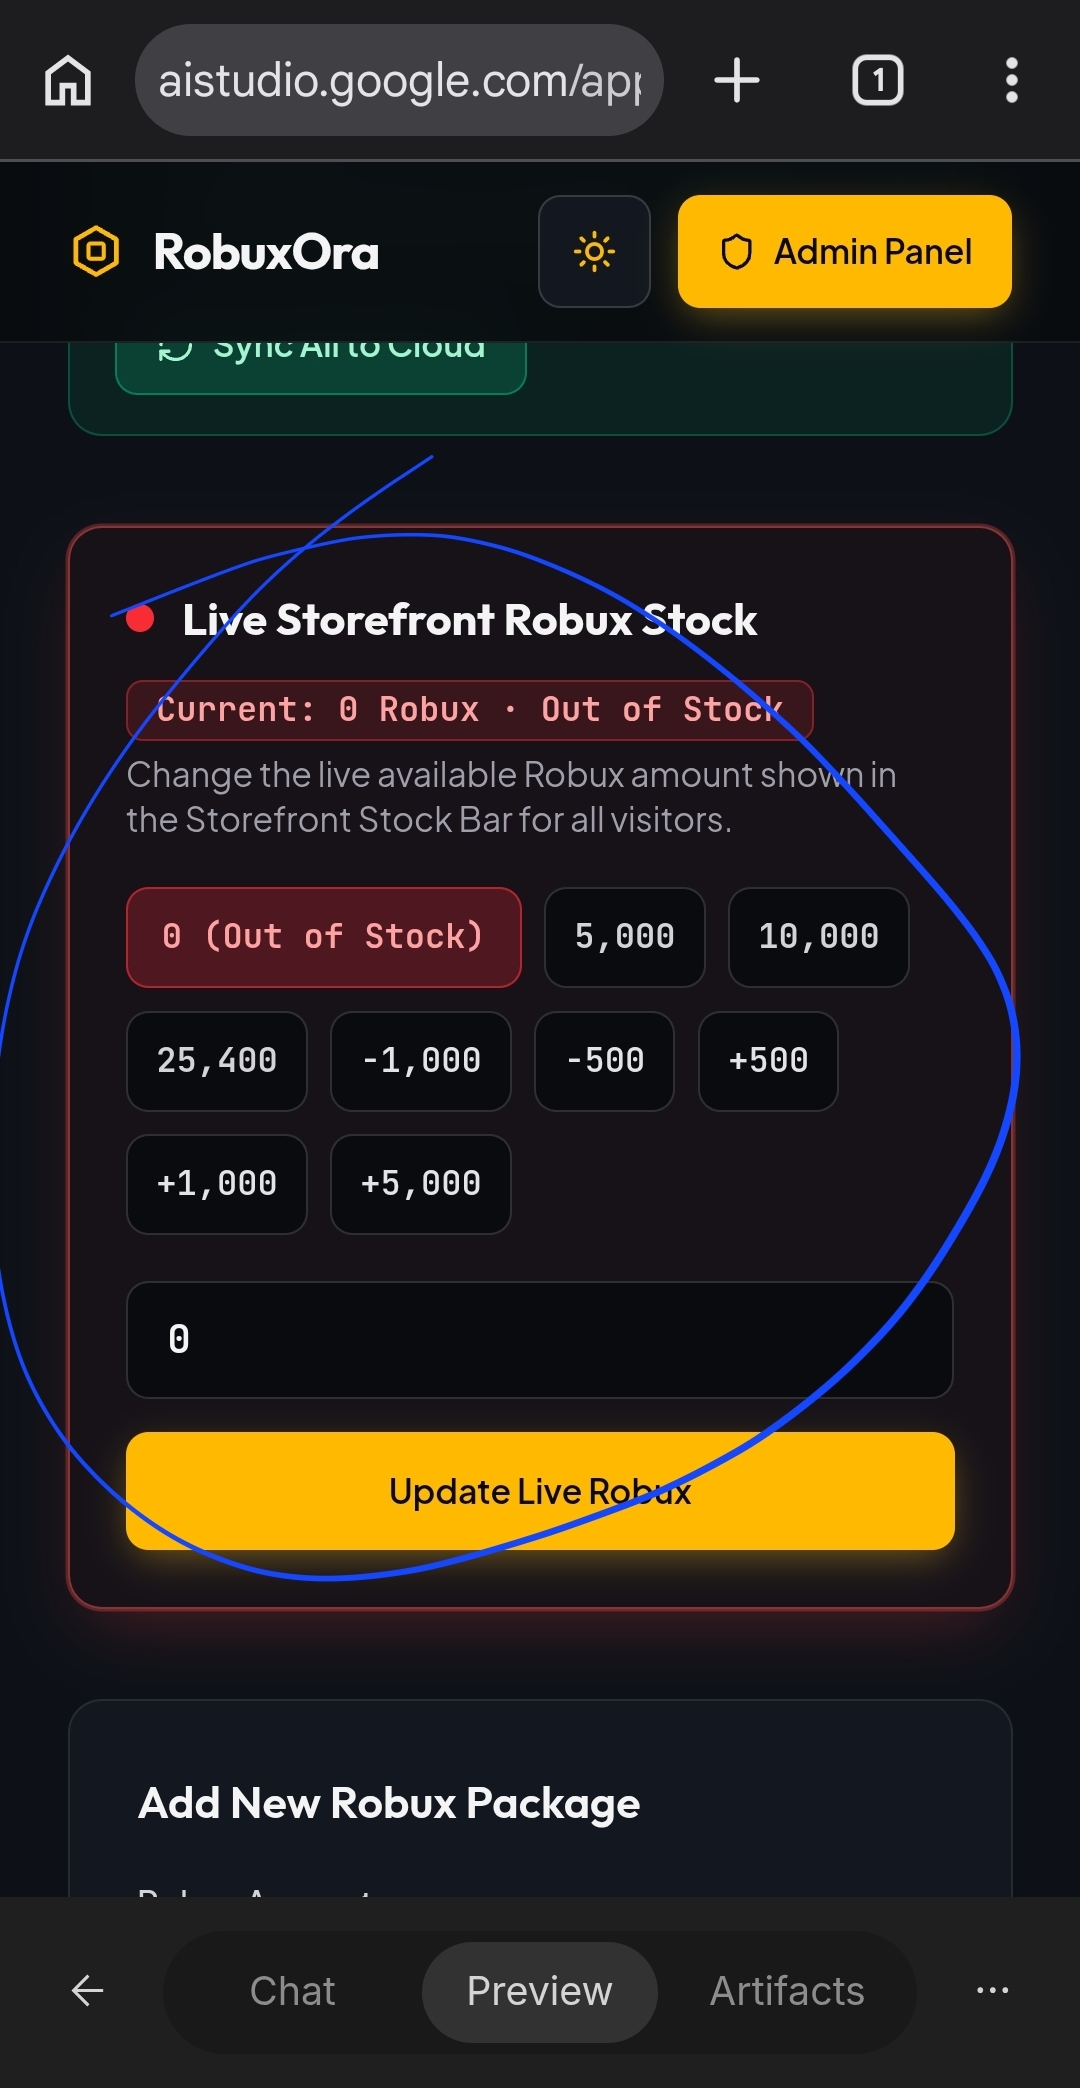 aistudio.google.com/app
1
RobuxOra
Admin Panel
Sync All to Cloud
Live Storefront Robux Stock
Current: 0 Robux · Out of Stock
Change the live available Robux amount shown in
the Storefront Stock Bar for all visitors.
0 (Out of Stock)
5,000
10,000
25,400
-1,000
-500
+500
+1,000
+5,000
0
Update Live Robux
Add New Robux Package
Chat
Preview
Artifacts